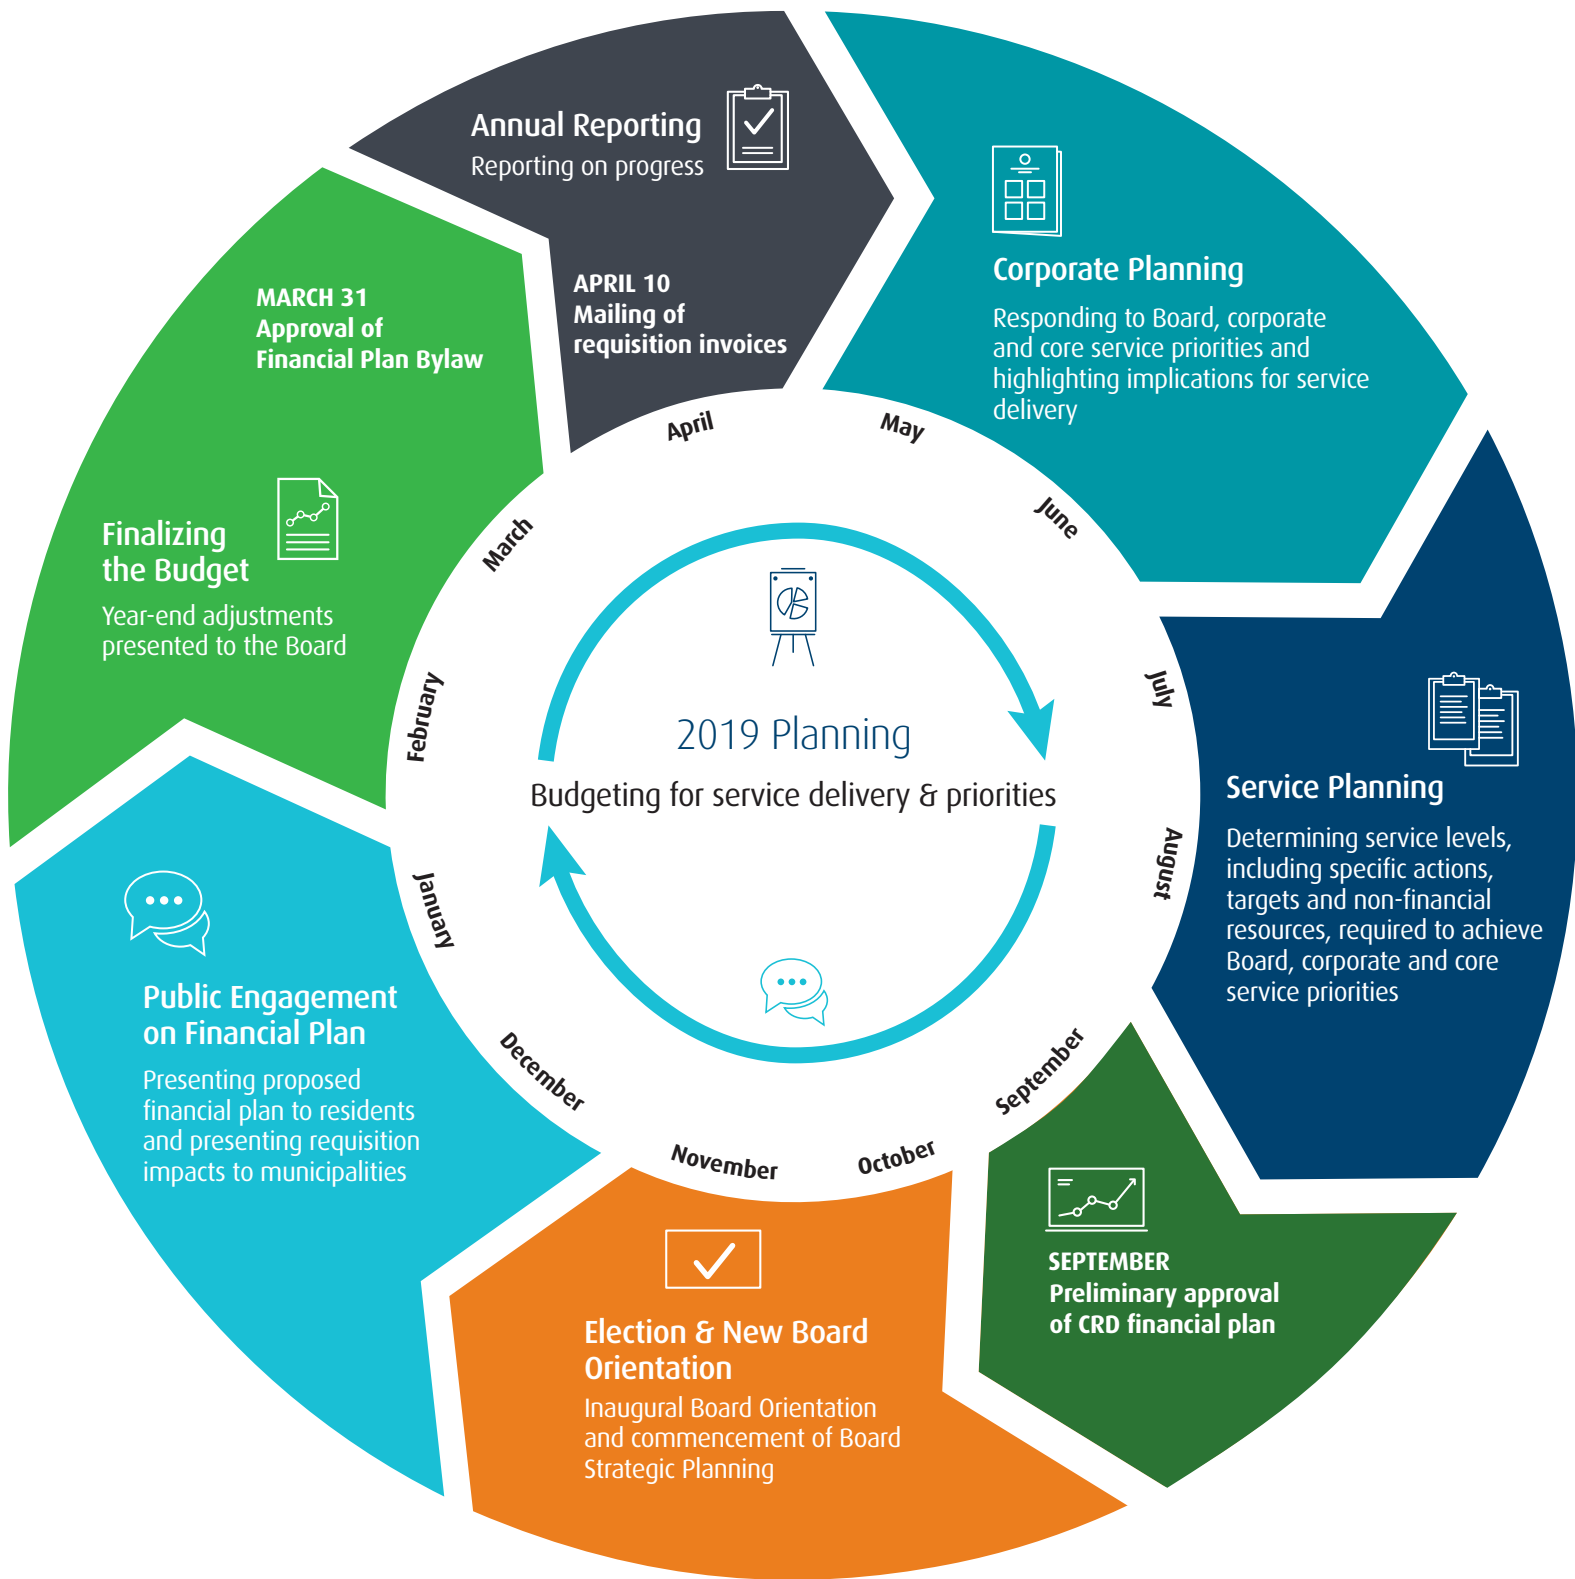 Annual Reporting
Reporting on progress
APRIL 10
Mailing of
requisition invoices
Corporate Planning
Responding to Board, corporate
and core service priorities and
highlighting implications for service
delivery
Service Planning
Determining service levels,
including specific actions,
targets and non-financial
resources, required to achieve
Board, corporate and core
service priorities
SEPTEMBER
Preliminary approval
of CRD financial plan
Election & New Board
Orientation
Inaugural Board Orientation
and commencement of Board
Strategic Planning
Public Engagement
on Financial Plan
Presenting proposed
financial plan to residents
and presenting requisition
impacts to municipalities
MARCH 31
Approval of
Financial Plan Bylaw
Finalizing
the Budget
Year-end adjustments
presented to the Board
April
May
June
July
August
September
October
November
December
January
February
March
2019 Planning
Budgeting for service delivery & priorities